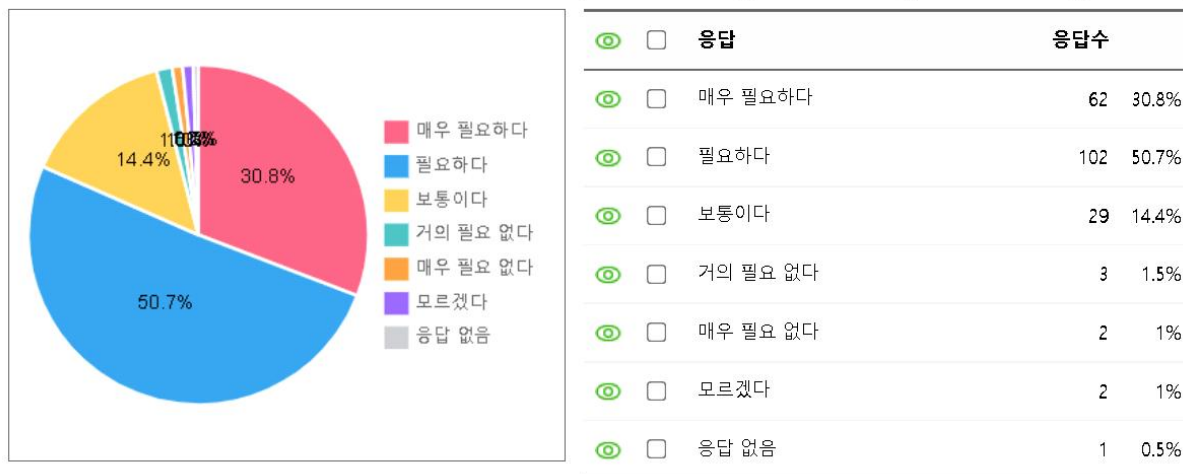 30.8%
50.7%
14.4%
매우 필요하다
필요하다
보통이다
거의 필요 없다
매우 필요 없다
모르겠다
응답 없음
응답 응답수
매우 필요하다 62 30.8%
필요하다 102 50.7%
보통이다 29 14.4%
거의 필요 없다 3 1.5%
매우 필요 없다 2 1%
모르겠다 2 1%
응답 없음 1 0.5%